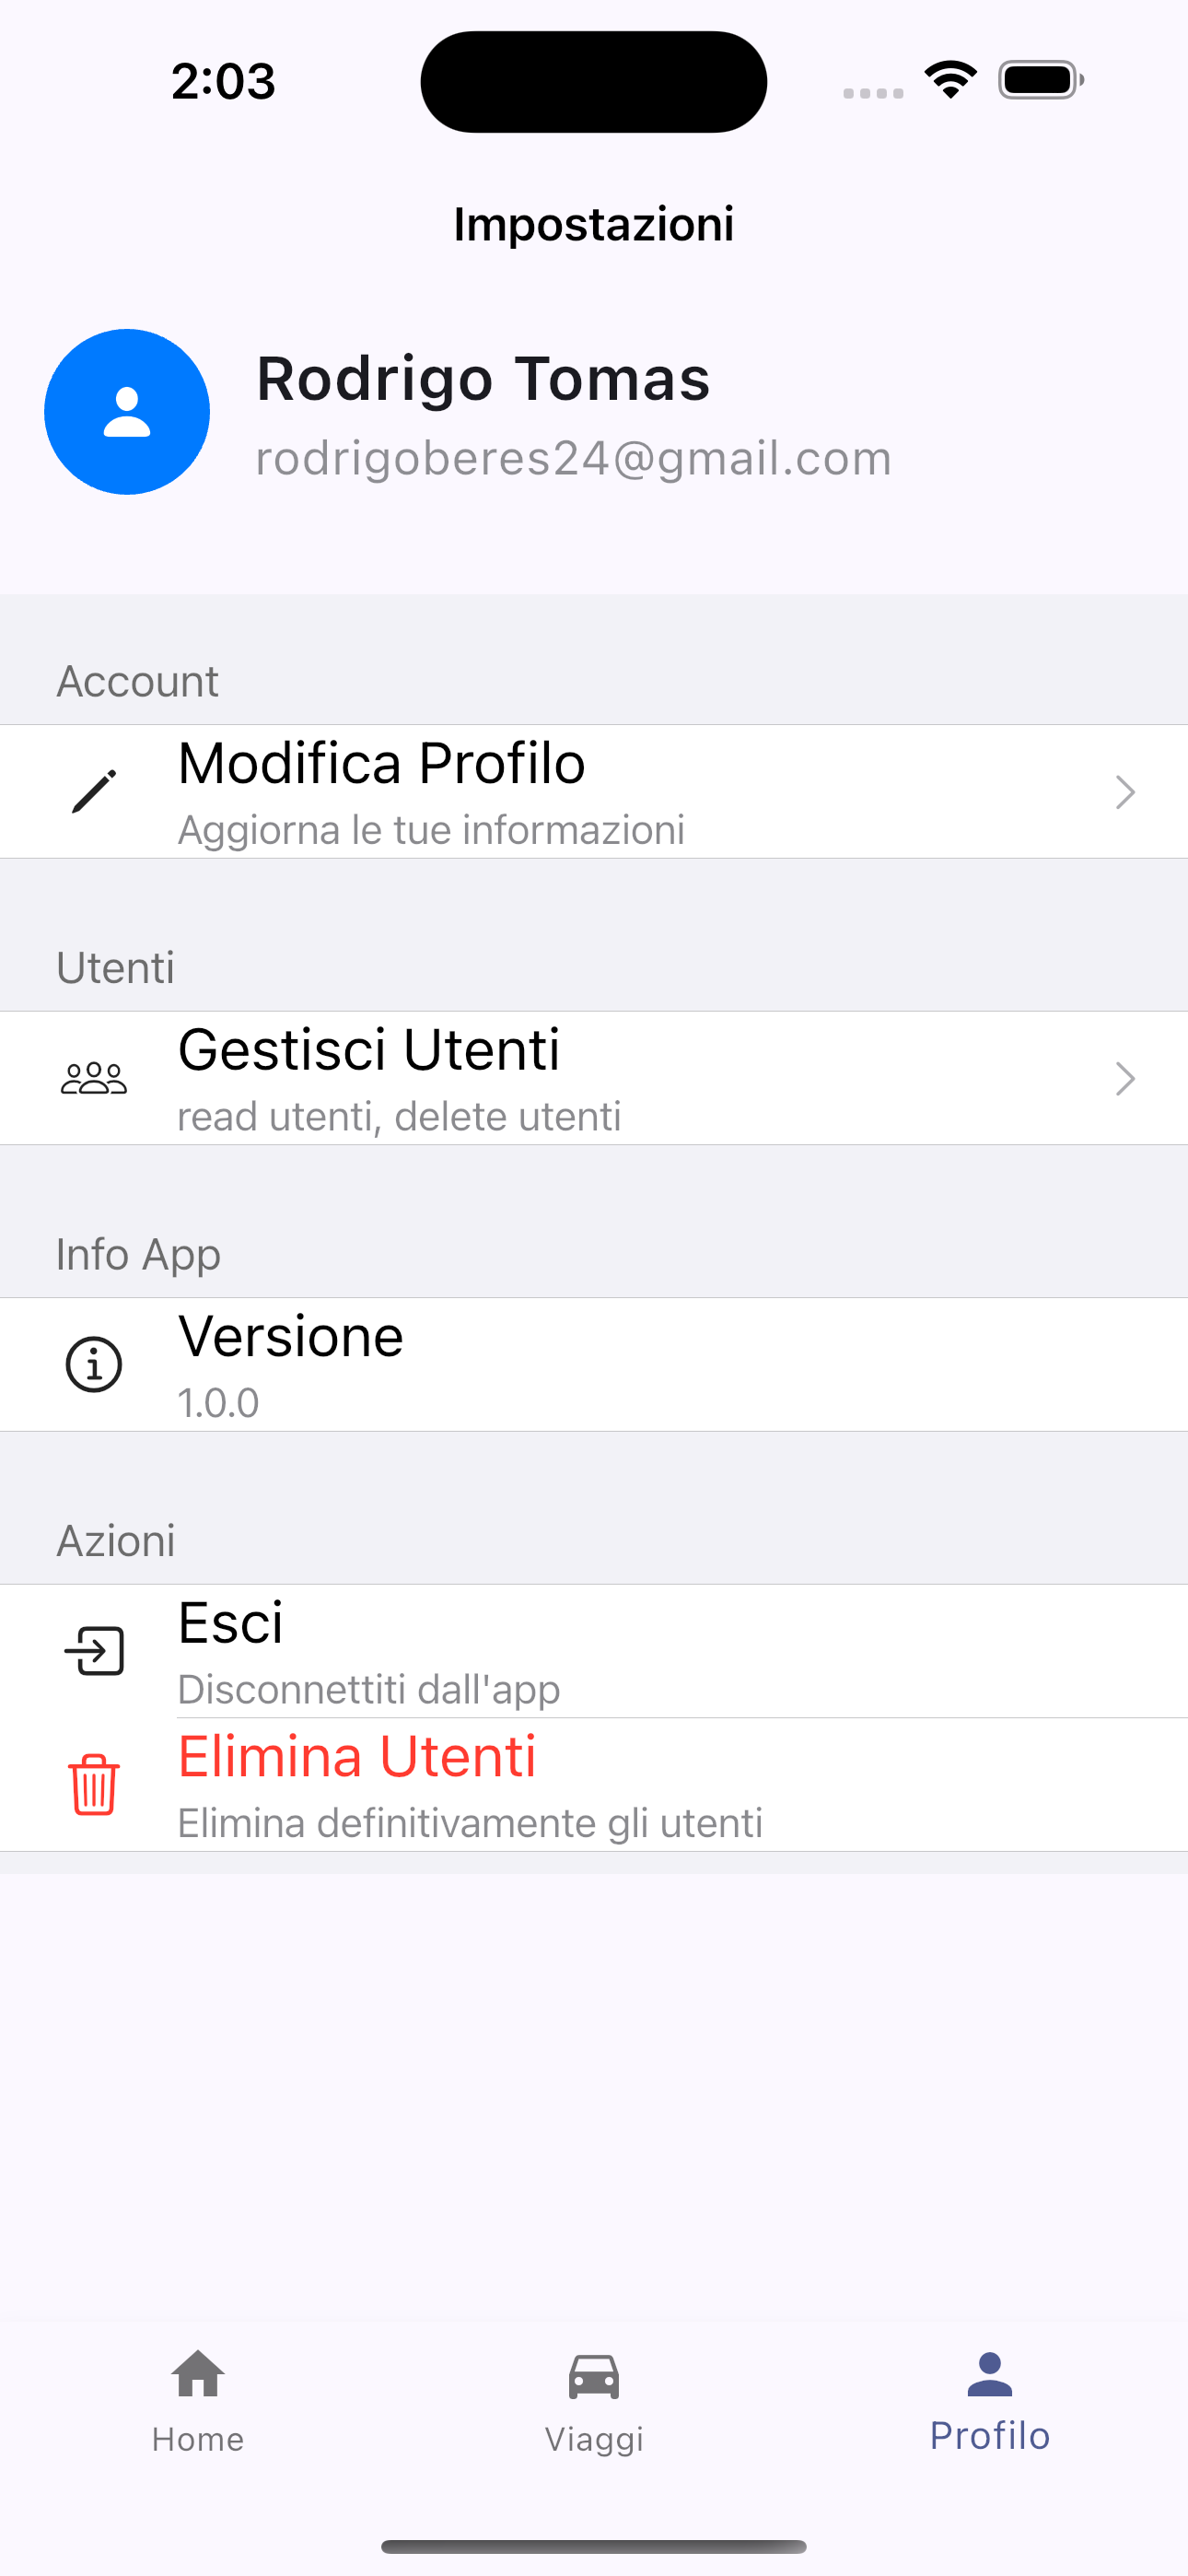 2:03
Impostazioni
Rodrigo Tomas
rodrigoberes24@gmail.com
Account
Modifica Profilo
Aggiorna le tue informazioni
Utenti
Gestisci Utenti
read utenti, delete utenti
Info App
Versione
1.0.0
Azioni
Esci
Disconnettiti dall'app
Elimina Utenti
Elimina definitivamente gli utenti
Home
Viaggi
Profilo